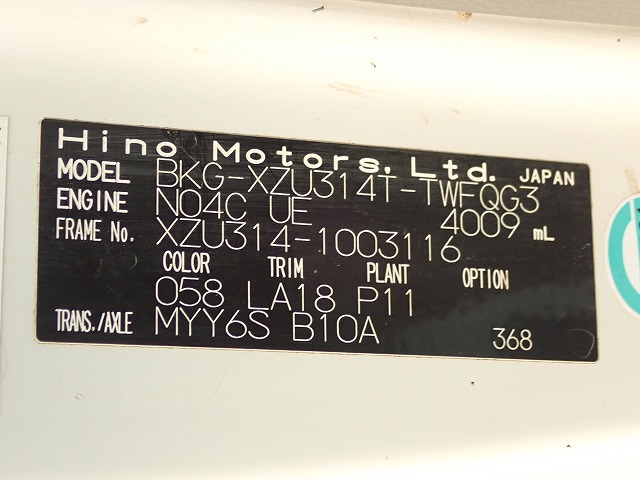 Hino Motors, Ltd. JAPAN
MODEL BKG-XZU314T-TWFQG3
ENGINE N04C UE 4009 mL
FRAME No. XZU314-1003116
COLOR TRIM PLANT OPTION
058 LA18 P11
TRANS./AXLE MYY6S B10A 368